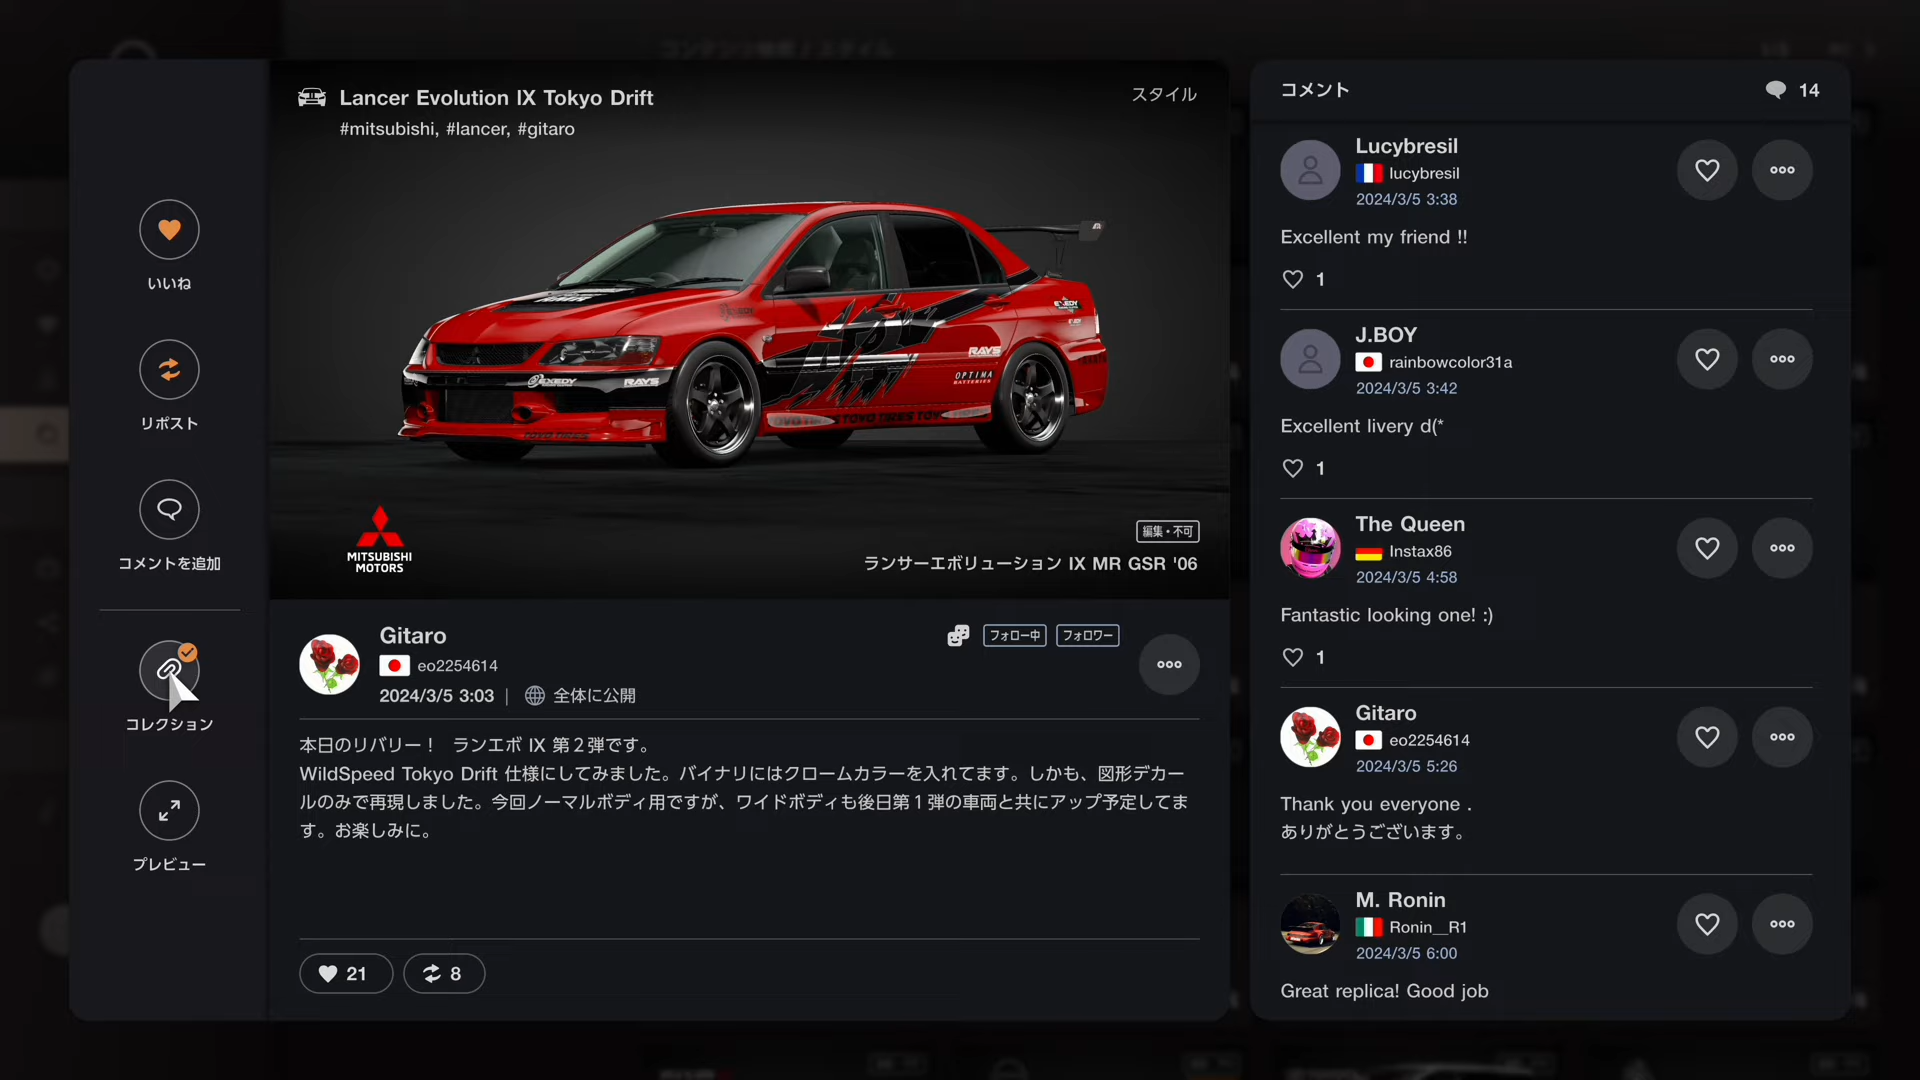 Lancer Evolution IX Tokyo Drift
#mitsubishi, #lancer, #gitaro
スタイル
いいね
リポスト
コメントを追加
コレクション
プレビュー
EXEDY
RAYS
RAYS
OPTIMA
BATTERIES
EXEDY
TOYO TIRES
TOYO TIRES
MITSUBISHI
MOTORS
編集・不可
ランサーエボリューション IX MR GSR '06
Gitaro
eo2254614
2024/3/5 3:03 | 全体に公開
フォロー中
フォロワー
本日のリバリー！ ランエボ IX 第２弾です。
WildSpeed Tokyo Drift 仕様にしてみました。バイナリにはクロームカラーを入れてます。しかも、図形デカー
ルのみで再現しました。今回ノーマルボディ用ですが、ワイドボディも後日第１弾の車両と共にアップ予定してま
す。お楽しみに。
21
8
コメント
14
Lucybresil
lucybresil
2024/3/5 3:38
Excellent my friend !!
1
J.BOY
rainbowcolor31a
2024/3/5 3:42
Excellent livery d(*
1
The Queen
Instax86
2024/3/5 4:58
Fantastic looking one! :)
1
Gitaro
eo2254614
2024/3/5 5:26
Thank you everyone .
ありがとうございます。
M. Ronin
Ronin__R1
2024/3/5 6:00
Great replica! Good job